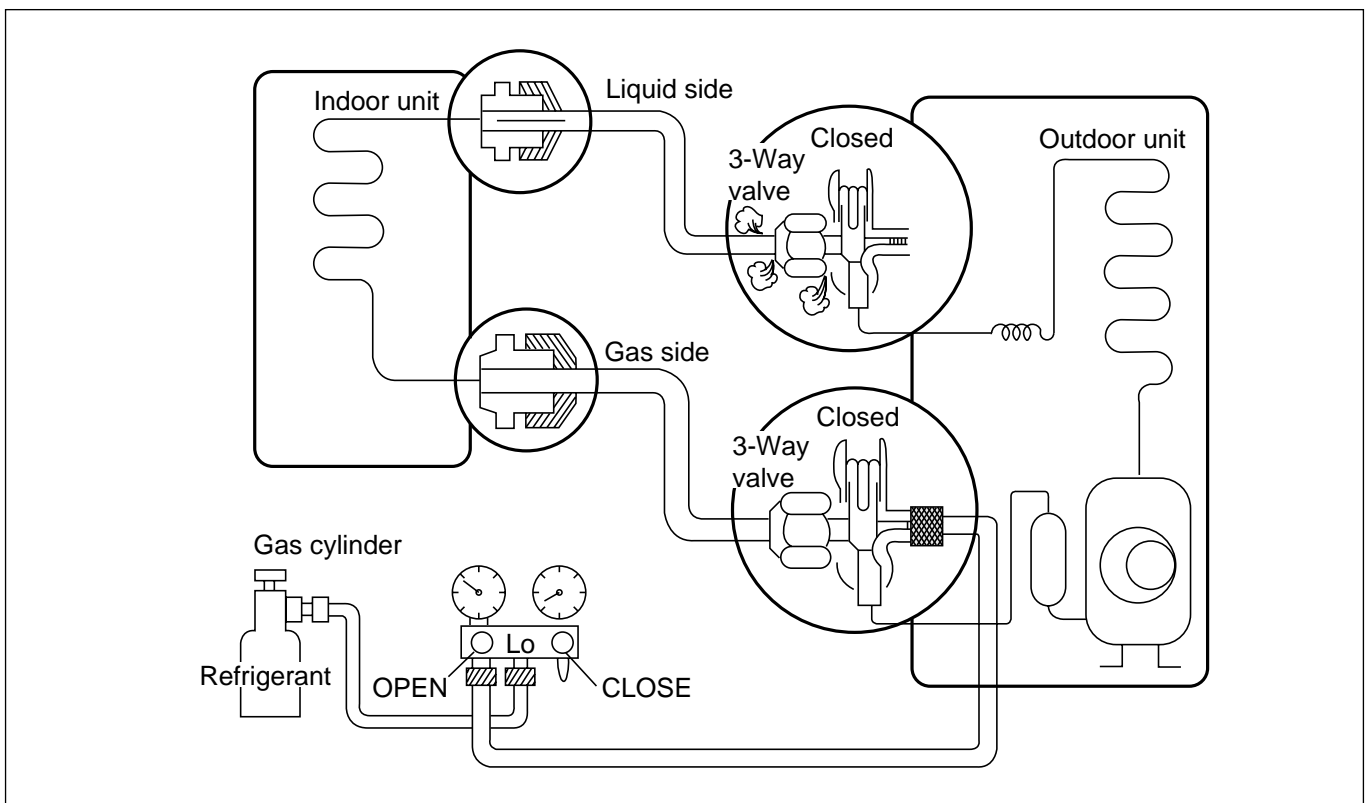 Indoor unit
Liquid side
Closed
3-Way
valve
Outdoor unit
Gas side
Closed
3-Way
valve
Gas cylinder
Lo
Refrigerant
OPEN
CLOSE